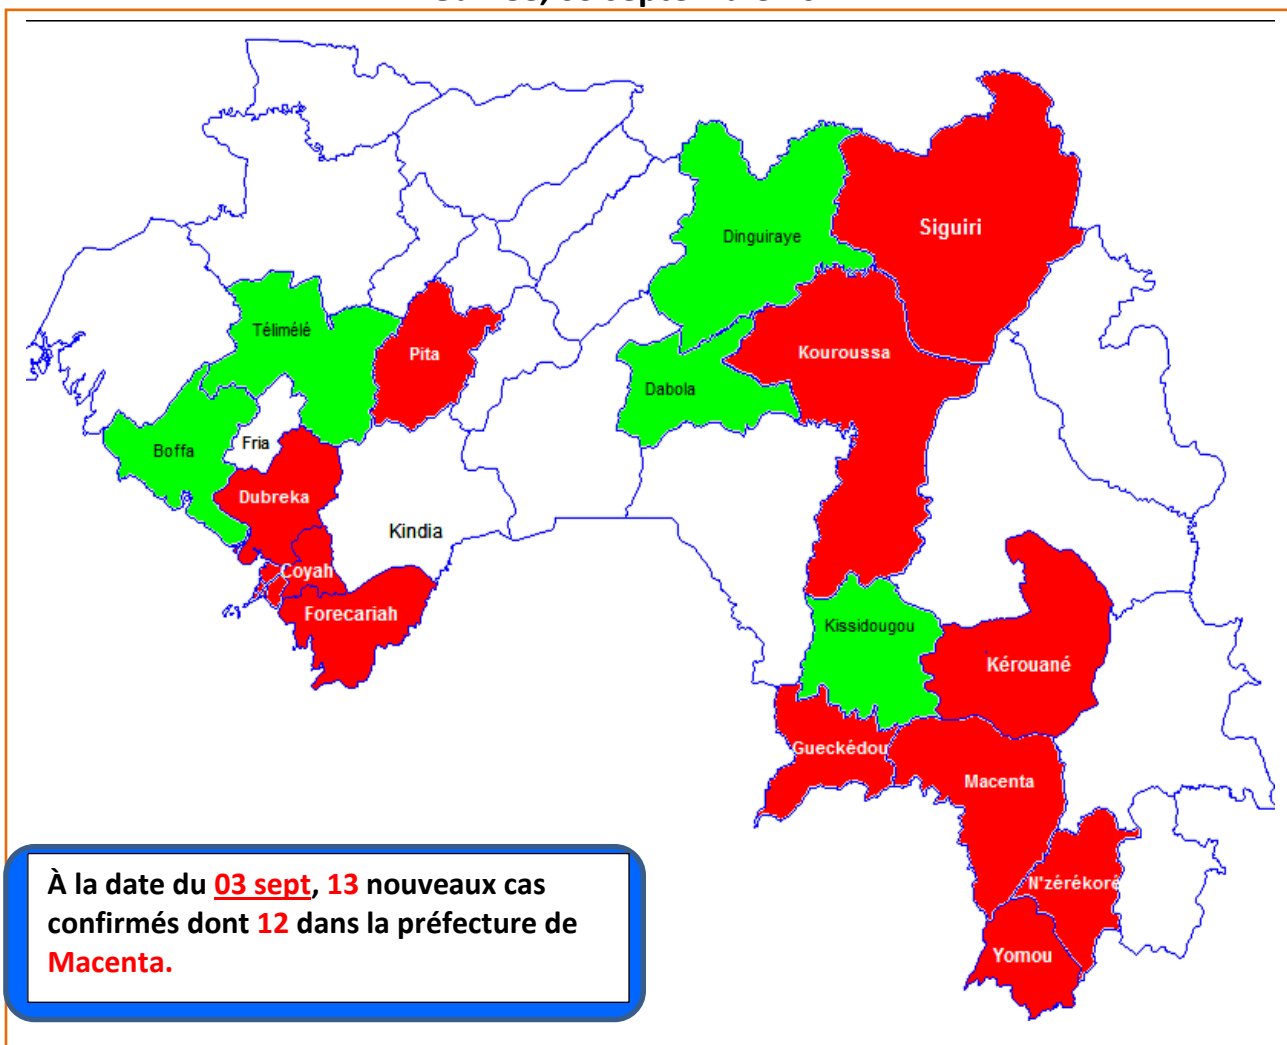 Siguiri
Dinguiraye
Télimélé
Pita
Kouroussa
Dabola
Fria
Boffa
Dubreka
Kindia
Coyah
Forecariah
Kissidougou
Kérouané
Gueckédou
Macenta
N'zérékoré
Yomou
À la date du 03 sept, 13 nouveaux cas
confirmés dont 12 dans la préfecture de
Macenta.